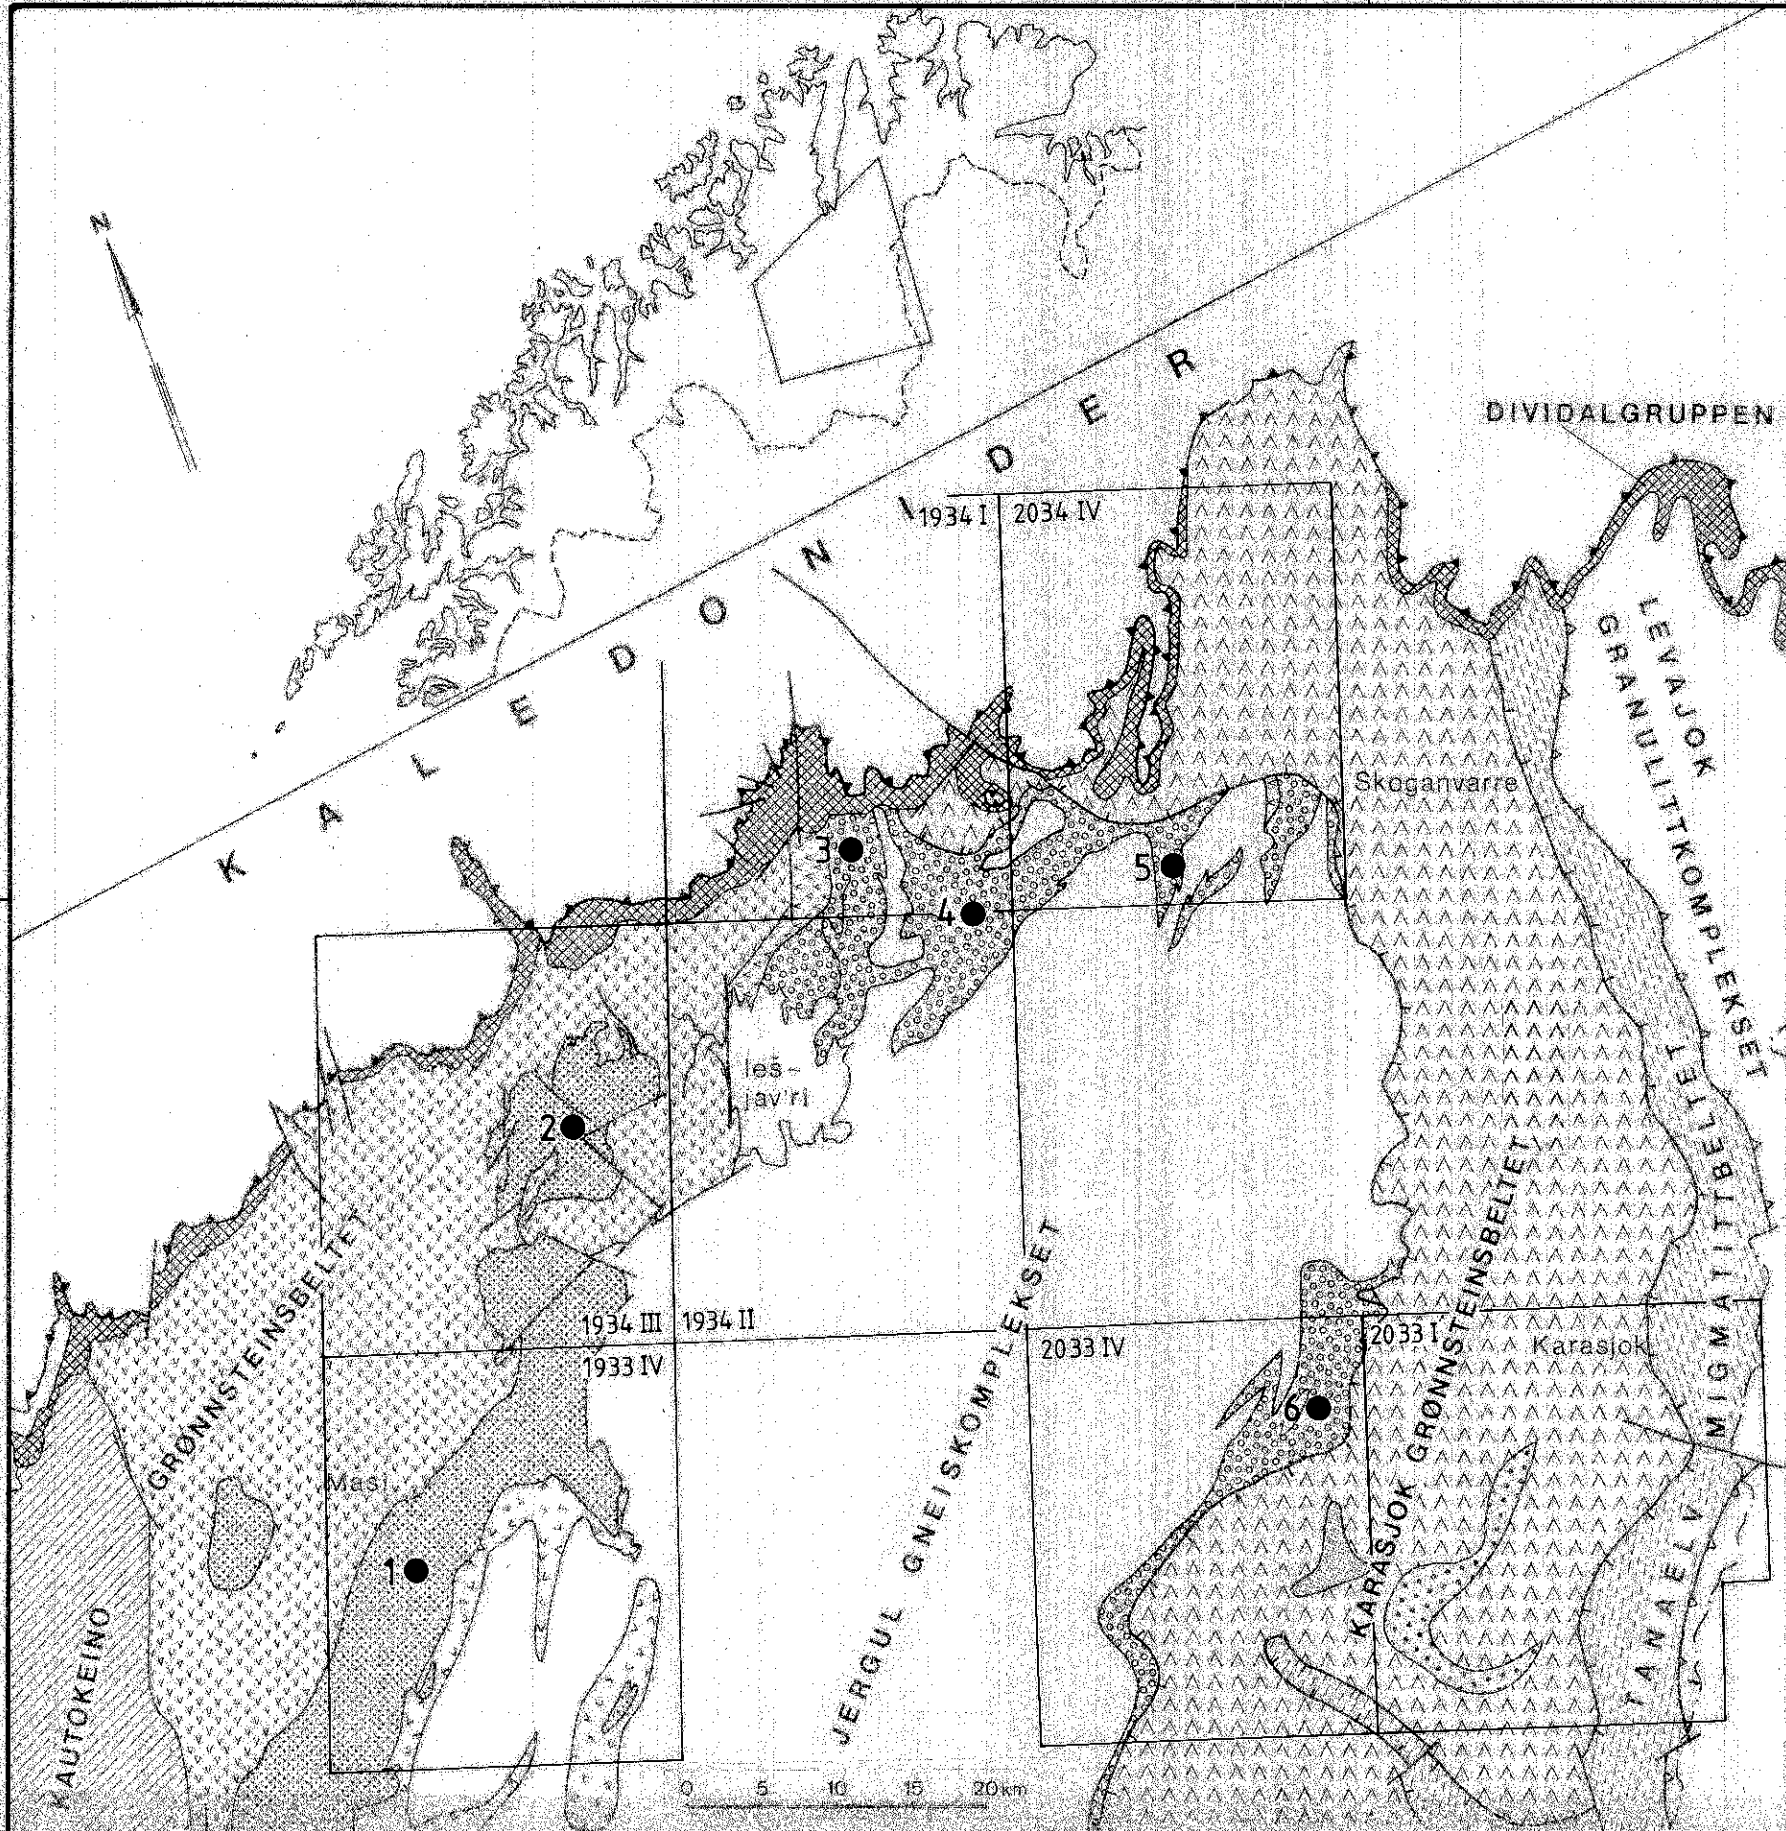 N
KALEDONIDER
DIVIDALGRUPPEN
1934 I
2034 IV
LEVAJOK
GRANULITTKOMPLEKSET
Skoganvarre
3
5
4
Ieš-
jav'ri
2
TANAELV MIGMATITTBELTET
KARASJOK GRØNNSTEINSBELTET
JERGUL GNEISKOMPLEKSET
1934 III
1934 II
1933 IV
2033 IV
2033 I
Karasjok
6
KAUTOKEINO GRØNNSTEINSBELTET
Masi
1
0 5 10 15 20 km